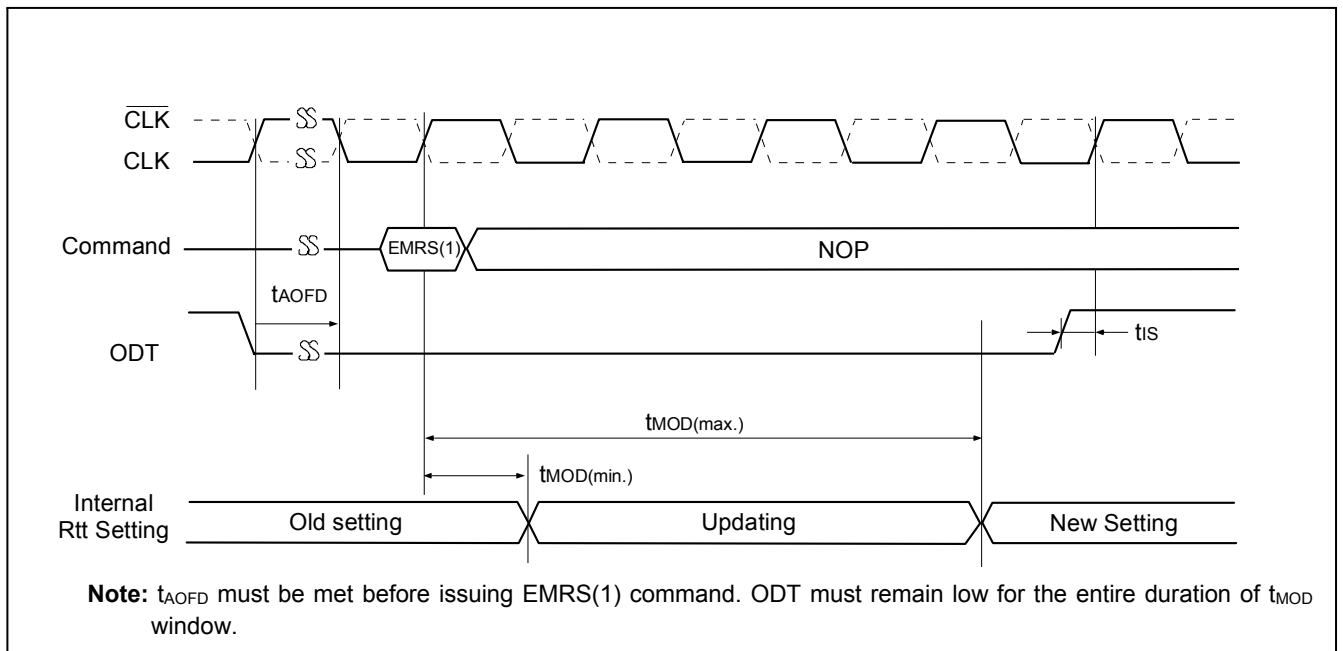 CLK
CLK
Command
EMRS(1)
NOP
tAOFD
ODT
tIS
tMOD(max.)
tMOD(min.)
Internal
Rtt Setting
Old setting
Updating
New Setting
Note: tAOFD must be met before issuing EMRS(1) command. ODT must remain low for the entire duration of tMOD
window.